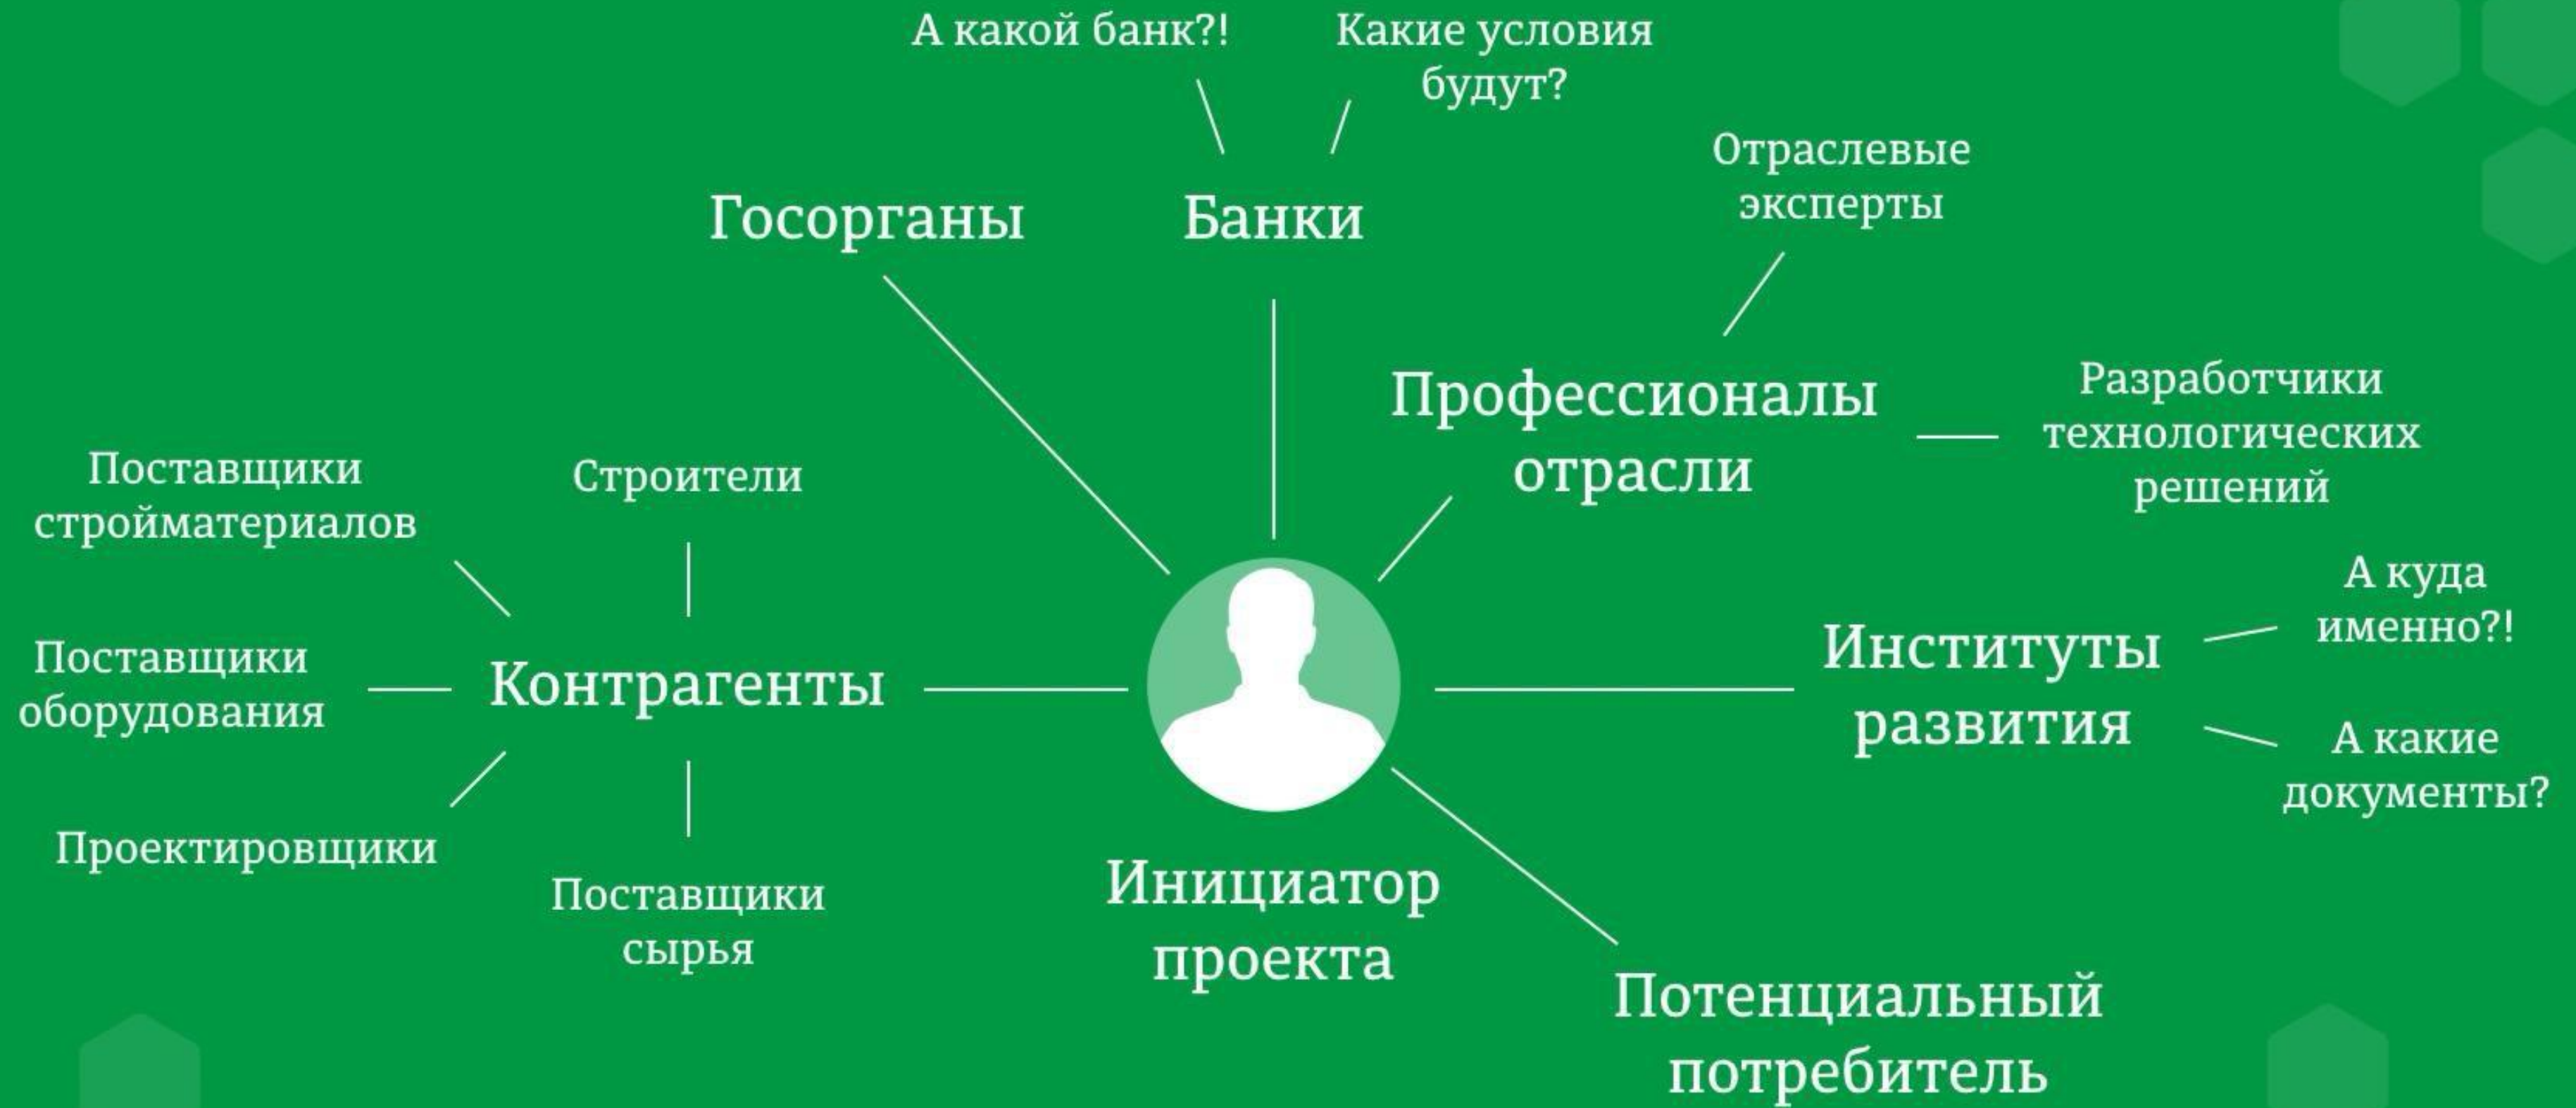 А какой банк?!
Какие условия
будут?
Отраслевые
эксперты
Госорганы
Банки
Профессионалы
отрасли
Разработчики
технологических
решений
Поставщики
стройматериалов
Строители
А куда
именно?!
Поставщики
оборудования
Контрагенты
Институты
развития
А какие
документы?
Проектировщики
Поставщики
сырья
Инициатор
проекта
Потенциальный
потребитель